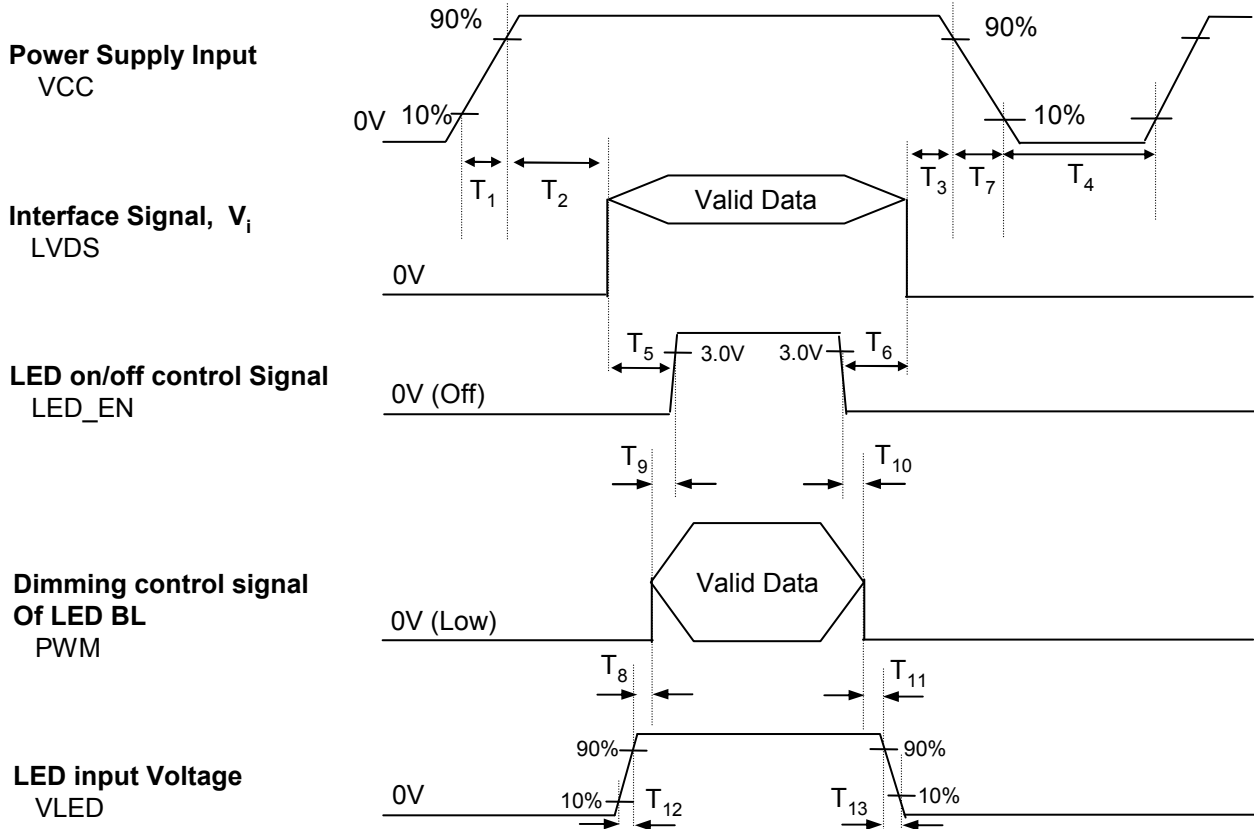 90%
90%
Power Supply Input
VCC
0V
10%
10%
T1
T2
T3
T7
T4
Interface Signal, Vi
LVDS
Valid Data
0V
T5
3.0V
3.0V
T6
LED on/off control Signal
LED_EN
0V (Off)
T9
T10
Dimming control signal
Of LED BL
PWM
Valid Data
0V (Low)
T8
T11
90%
90%
LED input Voltage
VLED
0V
10%
T12
T13
10%